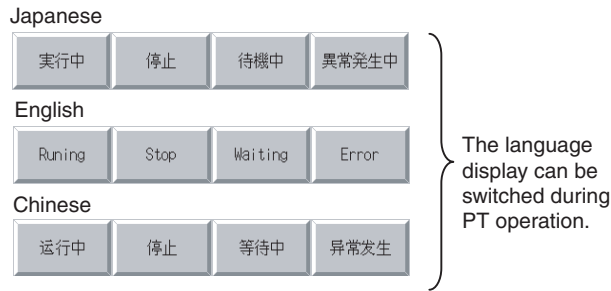 Japanese
実行中 停止 待機中 異常発生中
English
Runing Stop Waiting Error
Chinese
运行中 停止 等待中 异常发生
The language
display can be
switched during
PT operation.